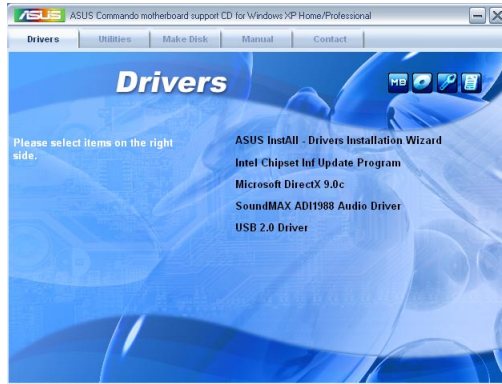 ASUS ASUS Commando motherboard support CD for Windows XP Home/Professional
Drivers Utilities Make Disk Manual Contact
Drivers
MB
Please select items on the right
side.
ASUS InstAll - Drivers Installation Wizard
Intel Chipset Inf Update Program
Microsoft DirectX 9.0c
SoundMAX ADI1988 Audio Driver
USB 2.0 Driver